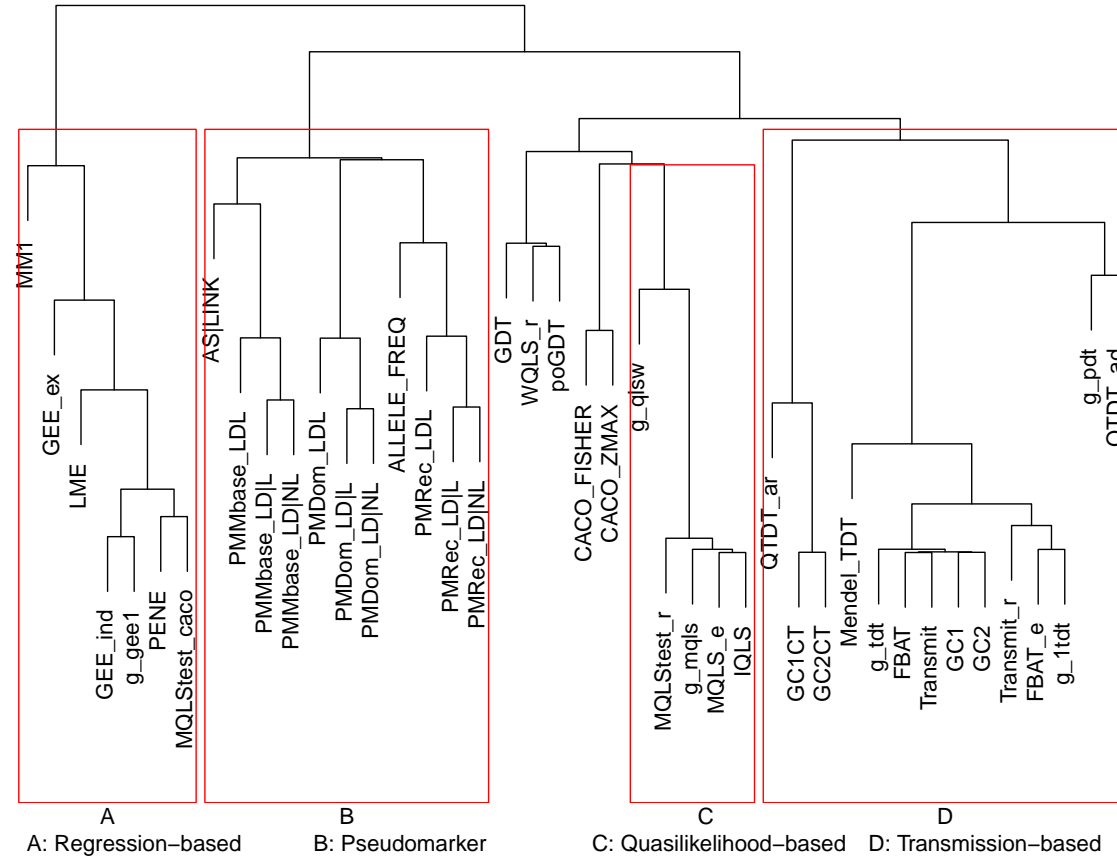 MM1
GEE_ex
LME
GEE_ind
g_gee1
PENE
MQLStest_caco
AS|LINK
PMMbase_LDL
PMMbase_LD|L
PMMbase_LD|NL
PMDom_LDL
PMDom_LD|L
PMDom_LD|NL
ALLELE_FREQ
PMRec_LDL
PMRec_LD|L
PMRec_LD|NL
GDT
WQLS_r
poGDT
CACO_FISHER
CACO_ZMAX
g_qlsw
MQLStest_r
g_mqls
MQLS_e
IQLS
QTDT_ar
GC1CT
GC2CT
Mendel_TDT
g_tdt
FBAT
Transmit
GC1
GC2
Transmit_r
FBAT_e
g_1tdt
g_pdt
QTDT_ad
A B C D
A: Regression−based B: Pseudomarker C: Quasilikelihood−based D: Transmission−based